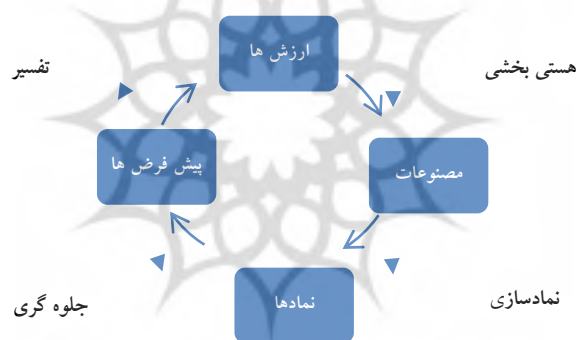 ارزش ها
هستی بخشی
تفسیر
پیش فرض ها
مصنوعات
نمادها
نمادسازی
جلوه گری